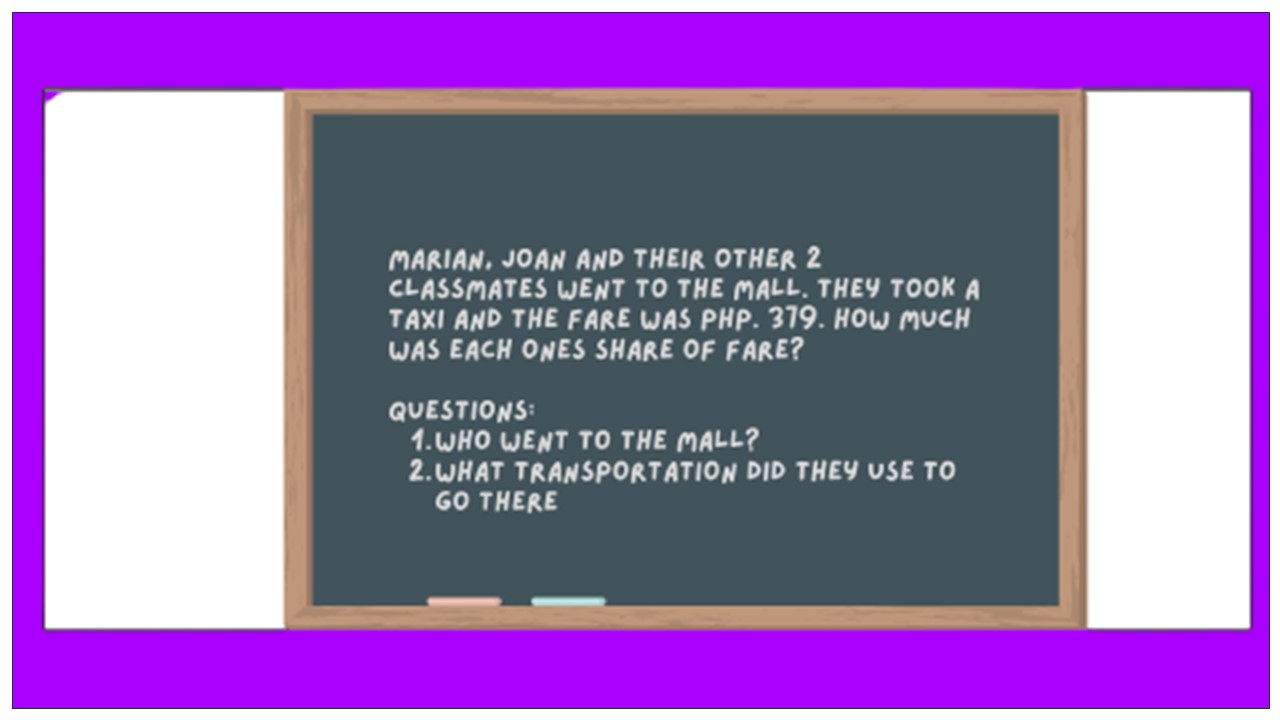 MARIAN, JOAN AND THEIR OTHER 2
CLASSMATES WENT TO THE MALL. THEY TOOK A
TAXI AND THE FARE WAS PHP. 379. HOW MUCH
WAS EACH ONES SHARE OF FARE?
QUESTIONS:
1.WHO WENT TO THE MALL?
2.WHAT TRANSPORTATION DID THEY USE TO
GO THERE